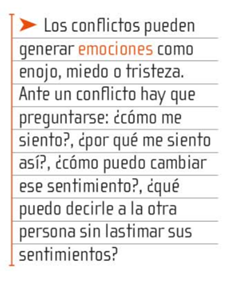 Los conflictos pueden
generar emociones como
enojo, miedo o tristeza.
Ante un conflicto hay que
preguntarse: ¿cómo me
siento?, ¿por qué me siento
así?, ¿cómo puedo cambiar
ese sentimiento?, ¿qué
puedo decirle a la otra
persona sin lastimar sus
sentimientos?